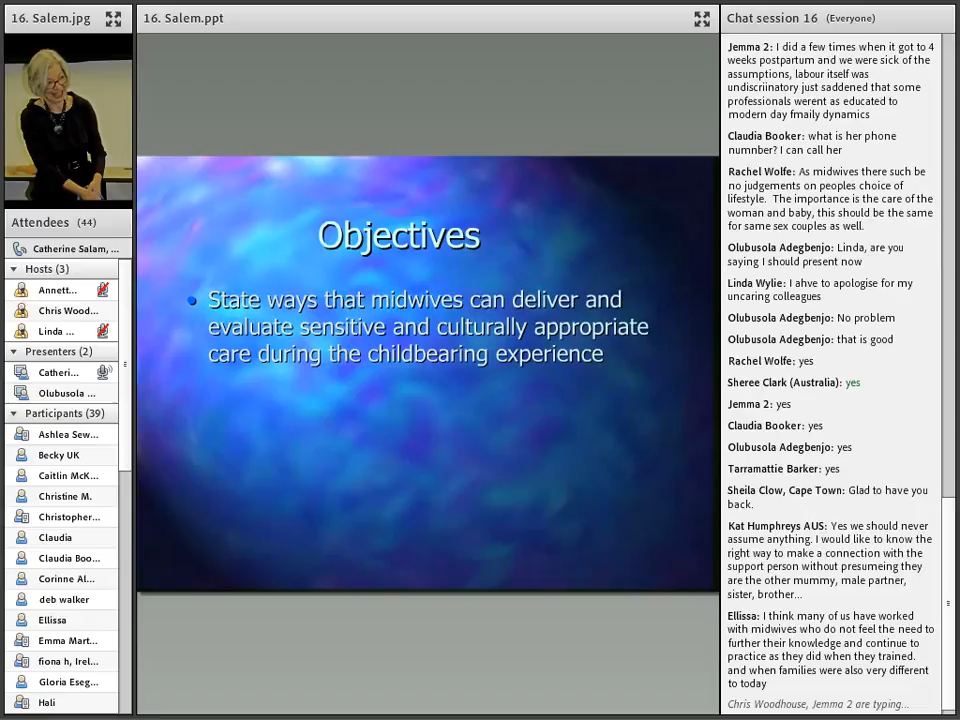 16. Salem.jpg
Attendees (44)
Catherine Salam, ...
Hosts (3)
Annett...
Chris Wood...
Linda ...
Presenters (2)
Catheri...
Olubusola ...
Participants (39)
Ashlea Sew...
Becky UK
Caitlin McK...
Christine M.
Christopher...
Claudia
Claudia Boo...
Corinne Al...
deb walker
Ellissa
Emma Mart...
fiona h, Irel...
Gloria Eseg...
Hali
16. Salem.ppt
Objectives
• State ways that midwives can deliver and
evaluate sensitive and culturally appropriate
care during the childbearing experience
Chat session 16 (Everyone)
Jemma 2: I did a few times when it got to 4
weeks postpartum and we were sick of the
assumptions, labour itself was
undiscriinatory just saddened that some
professionals werent as educated to
modern day fmaily dynamics
Claudia Booker: what is her phone
numnber? I can call her
Rachel Wolfe: As midwives there such be
no judgements on peoples choice of
lifestyle. The importance is the care of the
woman and baby, this should be the same
for same sex couples as well.
Olubusola Adegbenjo: Linda, are you
saying I should present now
Linda Wylie: I ahve to apologise for my
uncaring colleagues
Olubusola Adegbenjo: No problem
Olubusola Adegbenjo: that is good
Rachel Wolfe: yes
Sheree Clark (Australia): yes
Jemma 2: yes
Claudia Booker: yes
Olubusola Adegbenjo: yes
Tarramattie Barker: yes
Sheila Clow, Cape Town: Glad to have you
back.
Kat Humphreys AUS: Yes we should never
assume anything. I would like to know the
right way to make a connection with the
support person without presumeing they
are the other mummy, male partner,
sister, brother...
Ellissa: I think many of us have worked
with midwives who do not feel the need to
further their knowledge and continue to
practice as they did when they trained.
and when families were also very different
to today
Chris Woodhouse, Jemma 2 are typing...